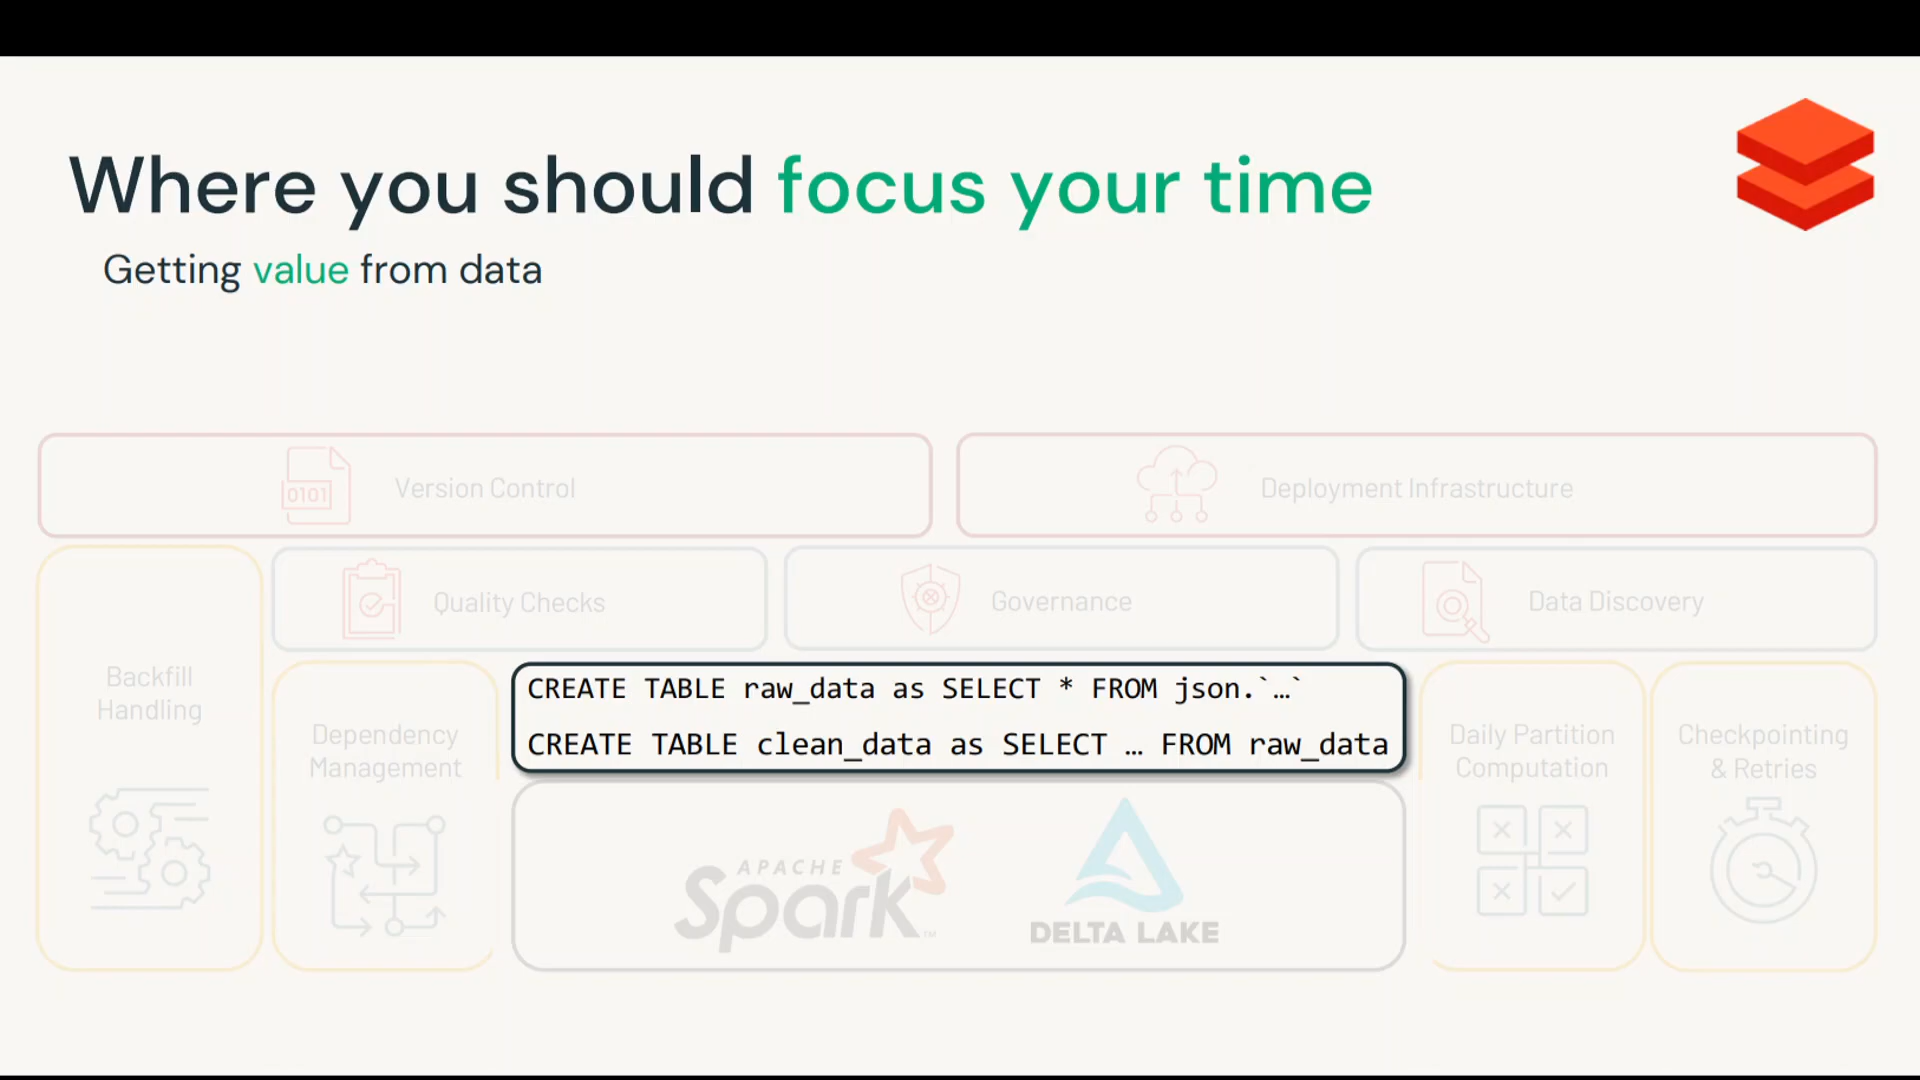 Where you should focus your time
Getting value from data
0101
Version Control
Deployment Infrastructure
Quality Checks
Governance
Data Discovery
Backfill
Handling
Dependency
Management
CREATE TABLE raw_data as SELECT * FROM json.`…`
CREATE TABLE clean_data as SELECT … FROM raw_data
Daily Partition
Computation
Checkpointing
& Retries
APACHE
Spark™
DELTA LAKE